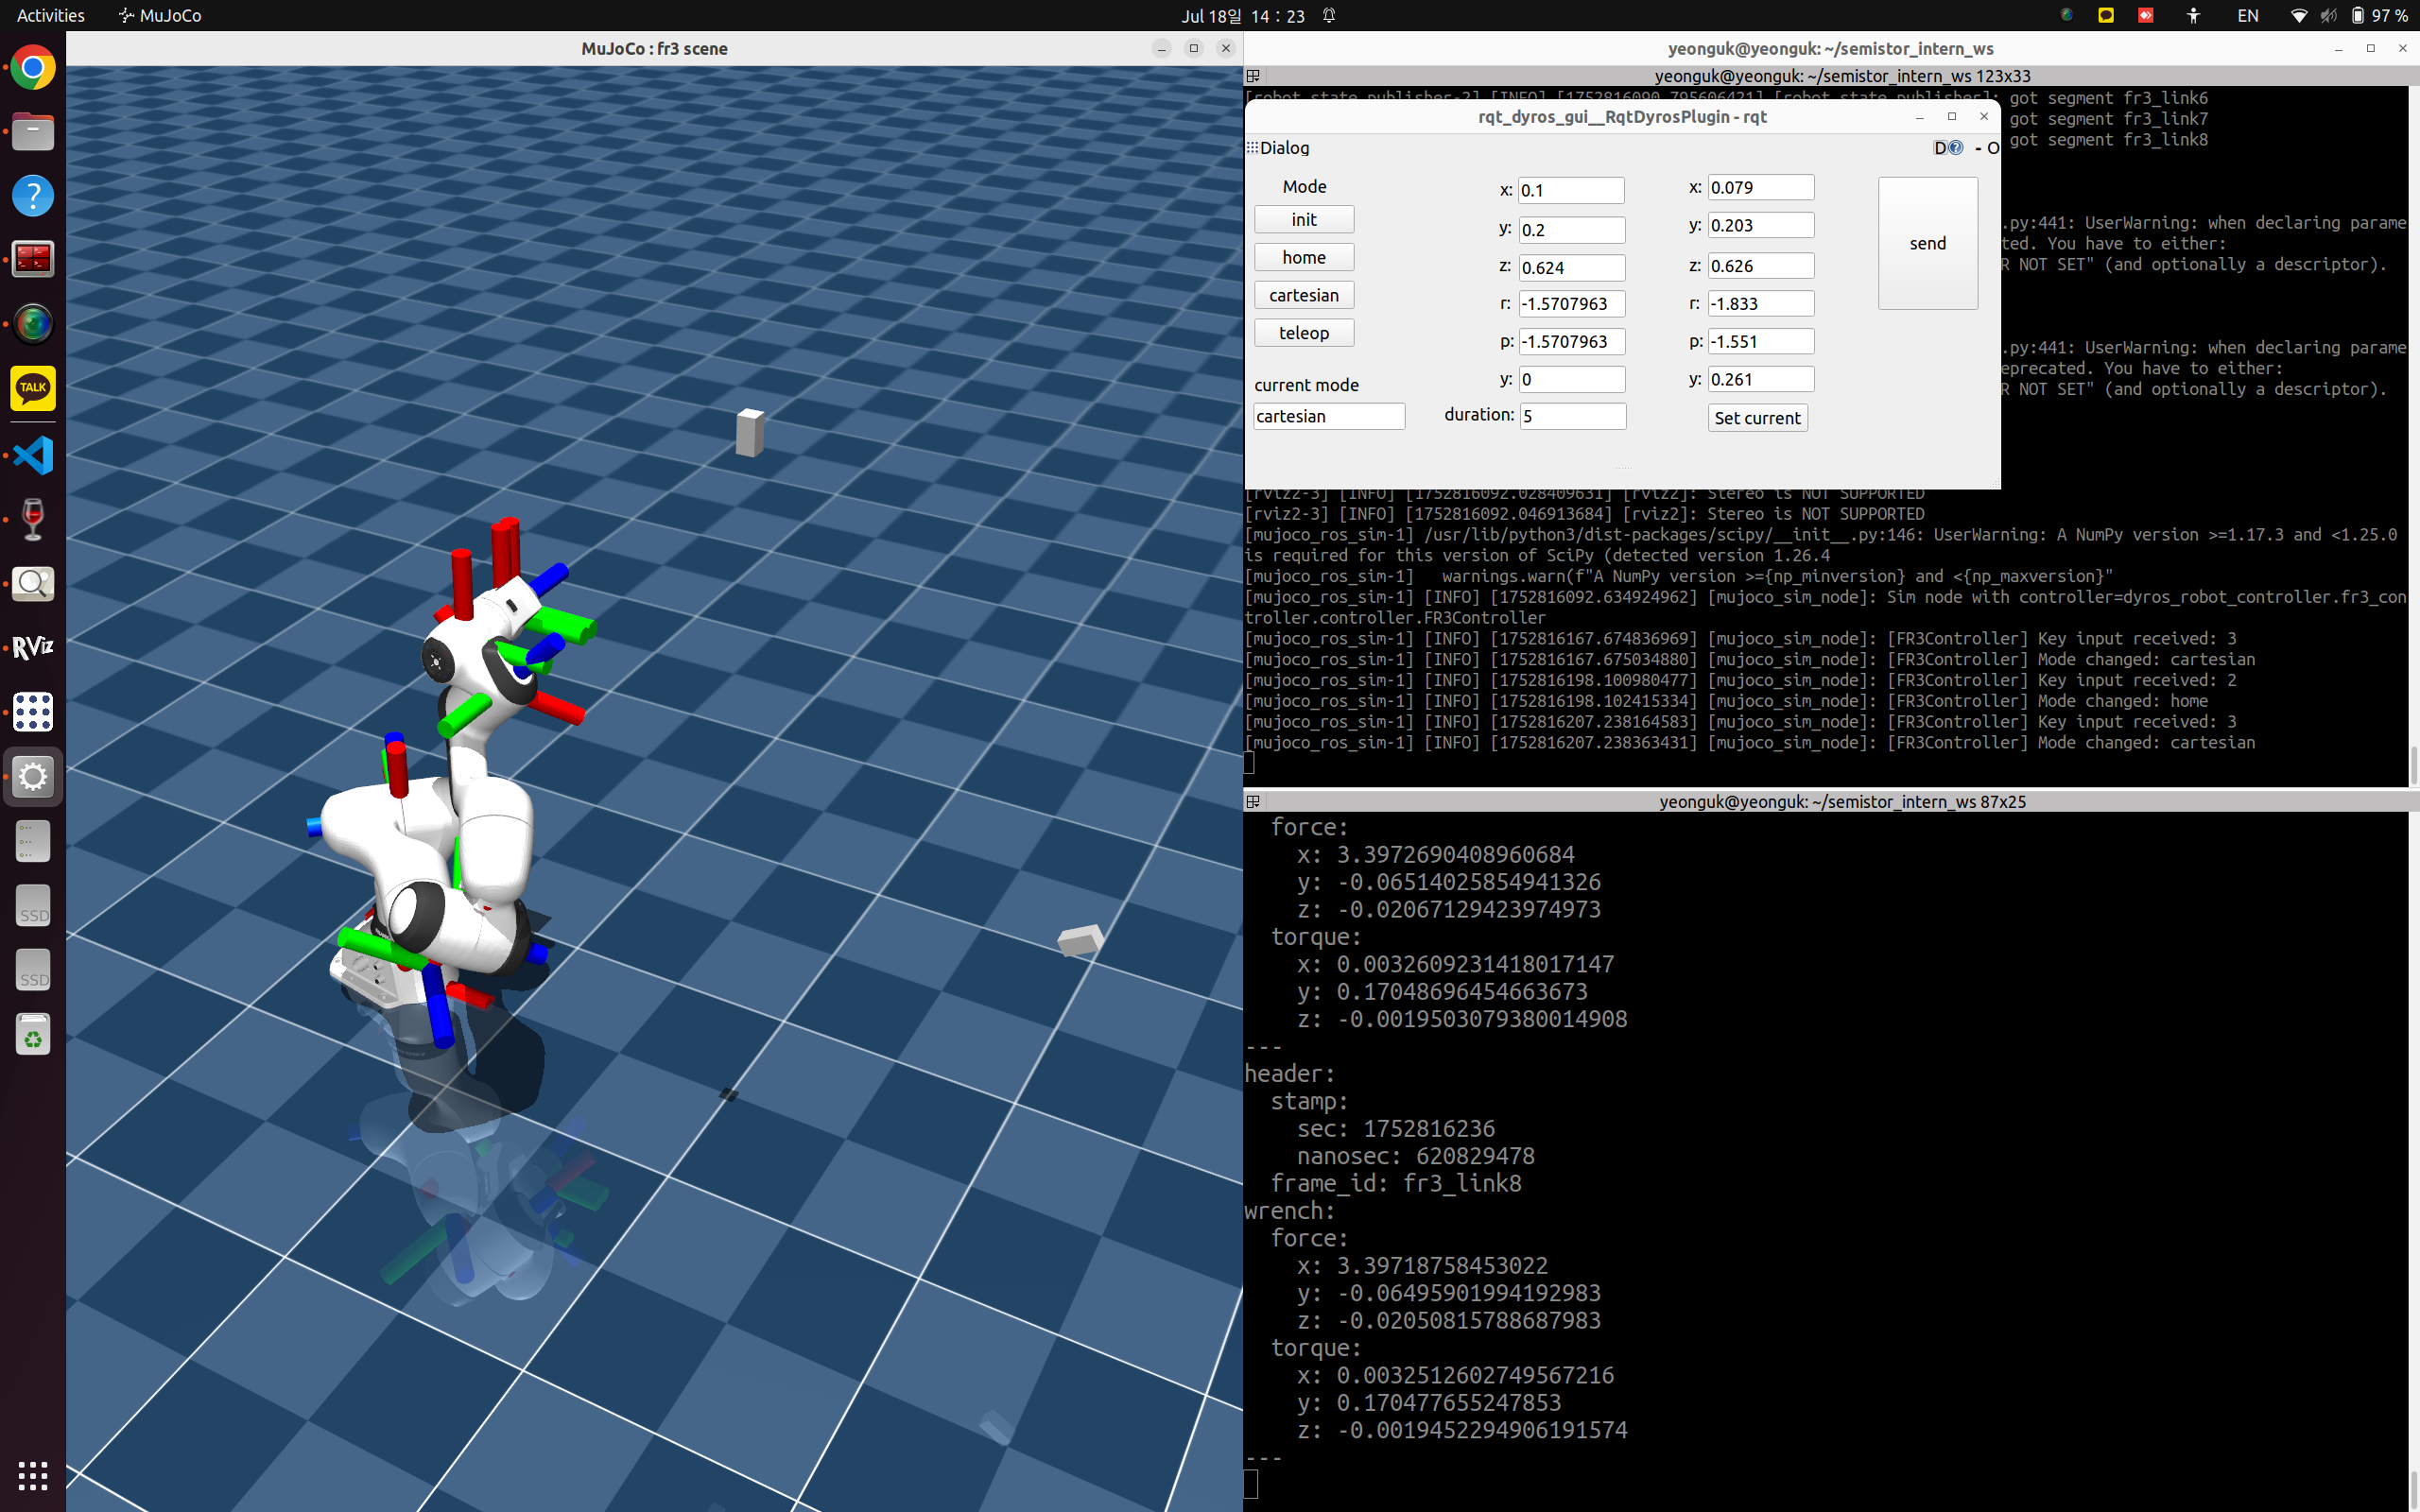 Activities
MuJoCo
Jul 18일 14 : 23
EN
97 %
MuJoCo : fr3 scene
TALK
RViz
SSD
SSD
yeonguk@yeonguk: ~/semistor_intern_ws
yeonguk@yeonguk: ~/semistor_intern_ws 123x33
[robot_state_publisher-2] [INFO] [1752816090.795606421] [robot_state_publisher]: got segment fr3_link6
got segment fr3_link7
got segment fr3_link8
.py:441: UserWarning: when declaring parame
ted. You have to either:
R NOT SET" (and optionally a descriptor).
.py:441: UserWarning: when declaring parame
eprecated. You have to either:
R NOT SET" (and optionally a descriptor).
rqt_dyros_gui__RqtDyrosPlugin - rqt
Dialog
D - O
Mode
init
home
cartesian
teleop
current mode
cartesian
x: 0.1
y: 0.2
z: 0.624
r: -1.5707963
p: -1.5707963
y: 0
duration: 5
x: 0.079
y: 0.203
z: 0.626
r: -1.833
p: -1.551
y: 0.261
Set current
send
[rviz2-3] [INFO] [1752816092.028409631] [rviz2]: Stereo is NOT SUPPORTED
[rviz2-3] [INFO] [1752816092.046913684] [rviz2]: Stereo is NOT SUPPORTED
[mujoco_ros_sim-1] /usr/lib/python3/dist-packages/scipy/__init__.py:146: UserWarning: A NumPy version >=1.17.3 and <1.25.0
is required for this version of SciPy (detected version 1.26.4
[mujoco_ros_sim-1]   warnings.warn(f"A NumPy version >={np_minversion} and <{np_maxversion}"
[mujoco_ros_sim-1] [INFO] [1752816092.634924962] [mujoco_sim_node]: Sim node with controller=dyros_robot_controller.fr3_con
troller.controller.FR3Controller
[mujoco_ros_sim-1] [INFO] [1752816167.674836969] [mujoco_sim_node]: [FR3Controller] Key input received: 3
[mujoco_ros_sim-1] [INFO] [1752816167.675034880] [mujoco_sim_node]: [FR3Controller] Mode changed: cartesian
[mujoco_ros_sim-1] [INFO] [1752816198.100980477] [mujoco_sim_node]: [FR3Controller] Key input received: 2
[mujoco_ros_sim-1] [INFO] [1752816198.102415334] [mujoco_sim_node]: [FR3Controller] Mode changed: home
[mujoco_ros_sim-1] [INFO] [1752816207.238164583] [mujoco_sim_node]: [FR3Controller] Key input received: 3
[mujoco_ros_sim-1] [INFO] [1752816207.238363431] [mujoco_sim_node]: [FR3Controller] Mode changed: cartesian
yeonguk@yeonguk: ~/semistor_intern_ws 87x25
force:
x: 3.3972690408960684
y: -0.06514025854941326
z: -0.02067129423974973
torque:
x: 0.0032609231418017147
y: 0.17048696454663673
z: -0.0019503079380014908
---
header:
stamp:
sec: 1752816236
nanosec: 620829478
frame_id: fr3_link8
wrench:
force:
x: 3.39718758453022
y: -0.06495901994192983
z: -0.02050815788687983
torque:
x: 0.0032512602749567216
y: 0.170477655247853
z: -0.0019452294906191574
---